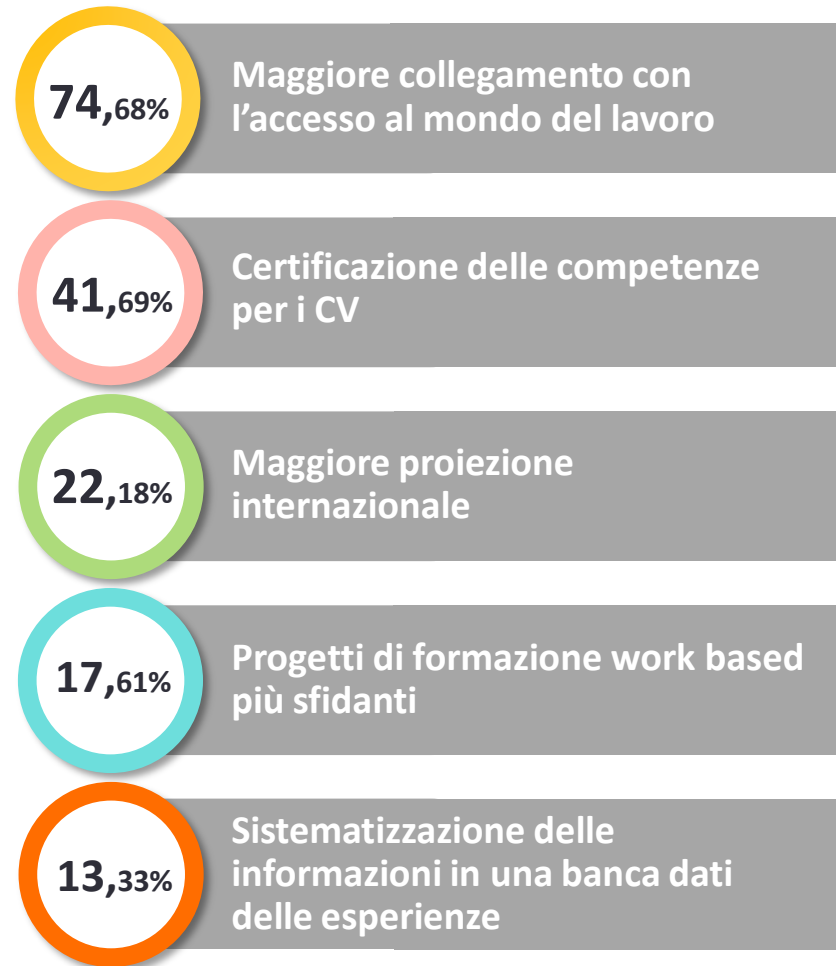 74,68%
Maggiore collegamento con
l’accesso al mondo del lavoro
41,69%
Certificazione delle competenze
per i CV
22,18%
Maggiore proiezione
internazionale
17,61%
Progetti di formazione work based
più sfidanti
13,33%
Sistematizzazione delle
informazioni in una banca dati
delle esperienze